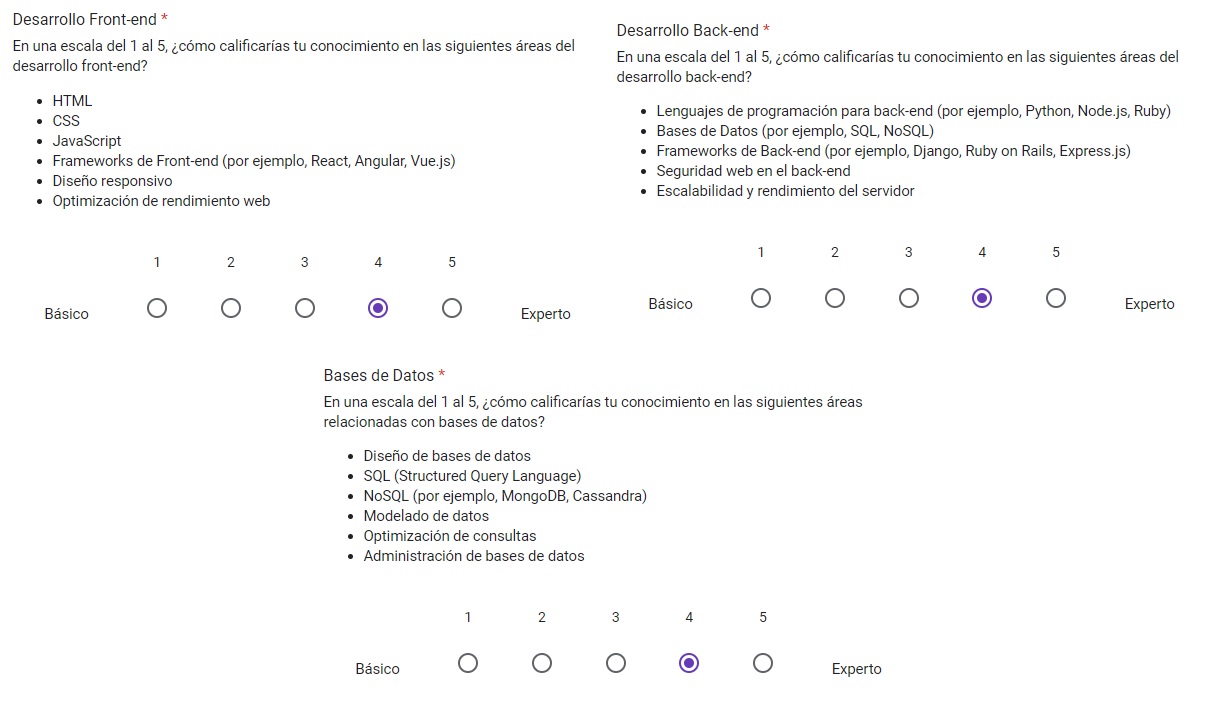 Desarrollo Front-end *
En una escala del 1 al 5, ¿cómo calificarías tu conocimiento en las siguientes áreas del
desarrollo front-end?
HTML
CSS
JavaScript
Frameworks de Front-end (por ejemplo, React, Angular, Vue.js)
Diseño responsivo
Optimización de rendimiento web
1 2 3 4 5
Básico Experto
Desarrollo Back-end *
En una escala del 1 al 5, ¿cómo calificarías tu conocimiento en las siguientes áreas del
desarrollo back-end?
Lenguajes de programación para back-end (por ejemplo, Python, Node.js, Ruby)
Bases de Datos (por ejemplo, SQL, NoSQL)
Frameworks de Back-end (por ejemplo, Django, Ruby on Rails, Express.js)
Seguridad web en el back-end
Escalabilidad y rendimiento del servidor
1 2 3 4 5
Básico Experto
Bases de Datos *
En una escala del 1 al 5, ¿cómo calificarías tu conocimiento en las siguientes áreas
relacionadas con bases de datos?
Diseño de bases de datos
SQL (Structured Query Language)
NoSQL (por ejemplo, MongoDB, Cassandra)
Modelado de datos
Optimización de consultas
Administración de bases de datos
1 2 3 4 5
Básico Experto